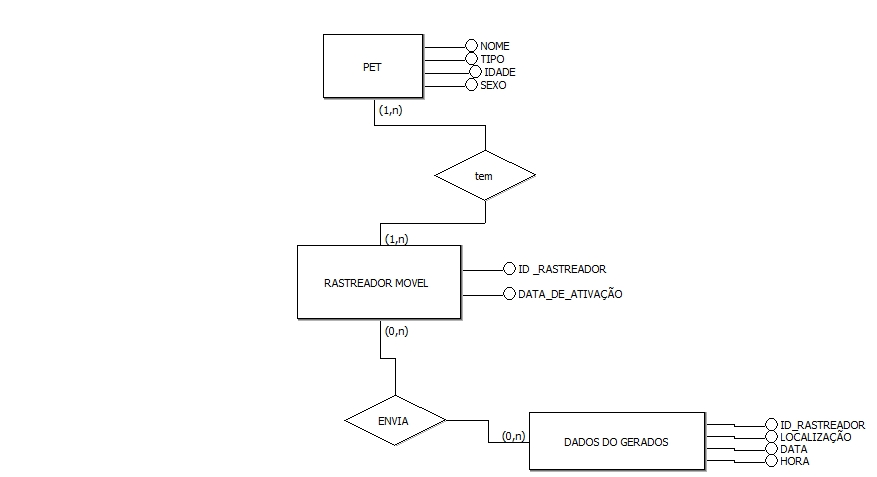 PET
NOME
TIPO
IDADE
SEXO
(1,n)
tem
(1,n)
RASTREADOR MOVEL
ID _RASTREADOR
DATA_DE_ATIVAÇÃO
(0,n)
ENVIA
(0,n)
DADOS DO GERADOS
ID_RASTREADOR
LOCALIZAÇÃO
DATA
HORA